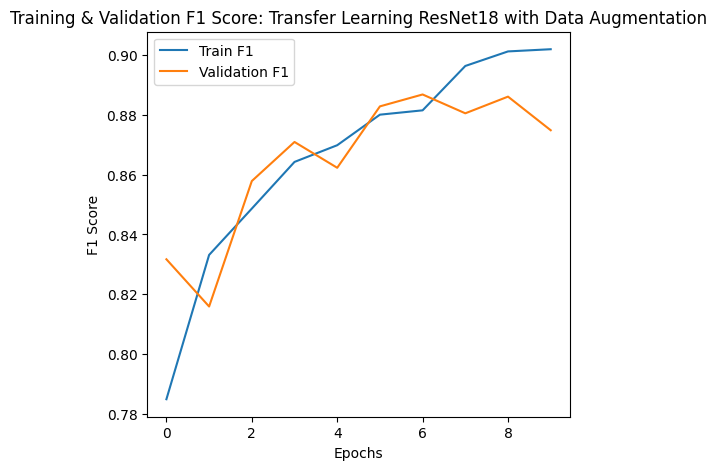 Training & Validation F1 Score: Transfer Learning ResNet18 with Data Augmentation
Train F1
Validation F1
F1 Score
0.90
0.88
0.86
0.84
0.82
0.80
0.78
0 2 4 6 8
Epochs